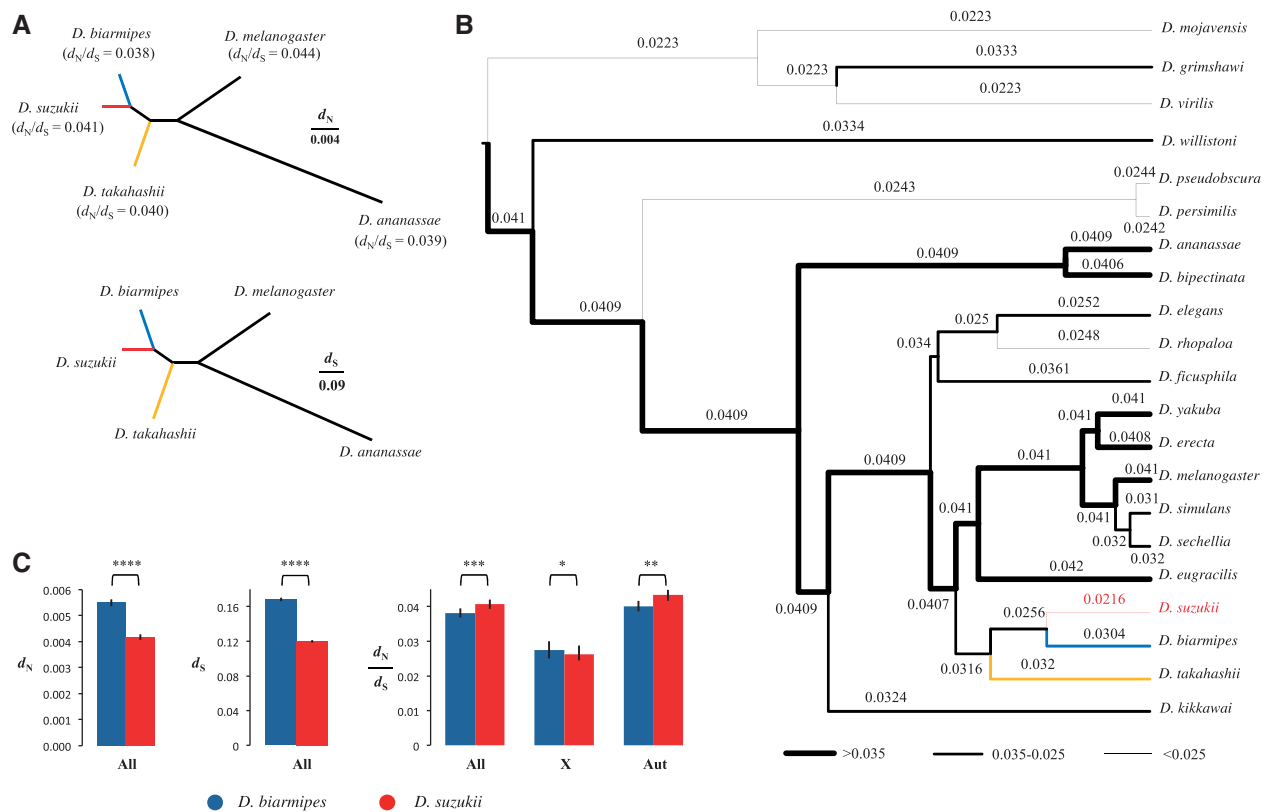 A
D. biarmipes
(dN/dS = 0.038)
D. melanogaster
(dN/dS = 0.044)
D. suzukii
(dN/dS = 0.041)
dN
0.004
D. takahashii
(dN/dS = 0.040)
D. ananassae
(dN/dS = 0.039)
D. biarmipes
D. melanogaster
D. suzukii
dS
0.09
D. takahashii
D. ananassae
B
0.0223
D. mojavensis
0.0223
0.0333
0.0223
D. grimshawi
0.0223
D. virilis
0.0334
D. willistoni
0.0244
D. pseudobscura
0.0243
D. persimilis
0.0242
0.041
0.0409
D. ananassae
0.0409
0.0406
D. bipectinata
0.0409
0.0252
D. elegans
0.025
0.0248
D. rhopaloa
0.034
0.0361
D. ficusphila
0.0409
0.041
D. yakuba
0.041
0.0408
D. erecta
0.0409
0.041
0.041
D. melanogaster
0.031
D. simulans
0.041
0.041
0.032
D. sechellia
0.032
0.042
D. eugracilis
0.0409
0.0407
0.0216
D. suzukii
0.0256
0.0304
D. biarmipes
0.0316
0.032
D. takahashii
0.0324
D. kikkawai
>0.035
0.035-0.025
<0.025
C
****
0.006
0.005
0.004
dN
0.003
0.002
0.001
0.000
All
****
0.16
0.12
dS
0.08
0.04
0
All
***
*
**
0.04
0.03
dN
dS
0.02
0.01
0
All
X
Aut
D. biarmipes
D. suzukii